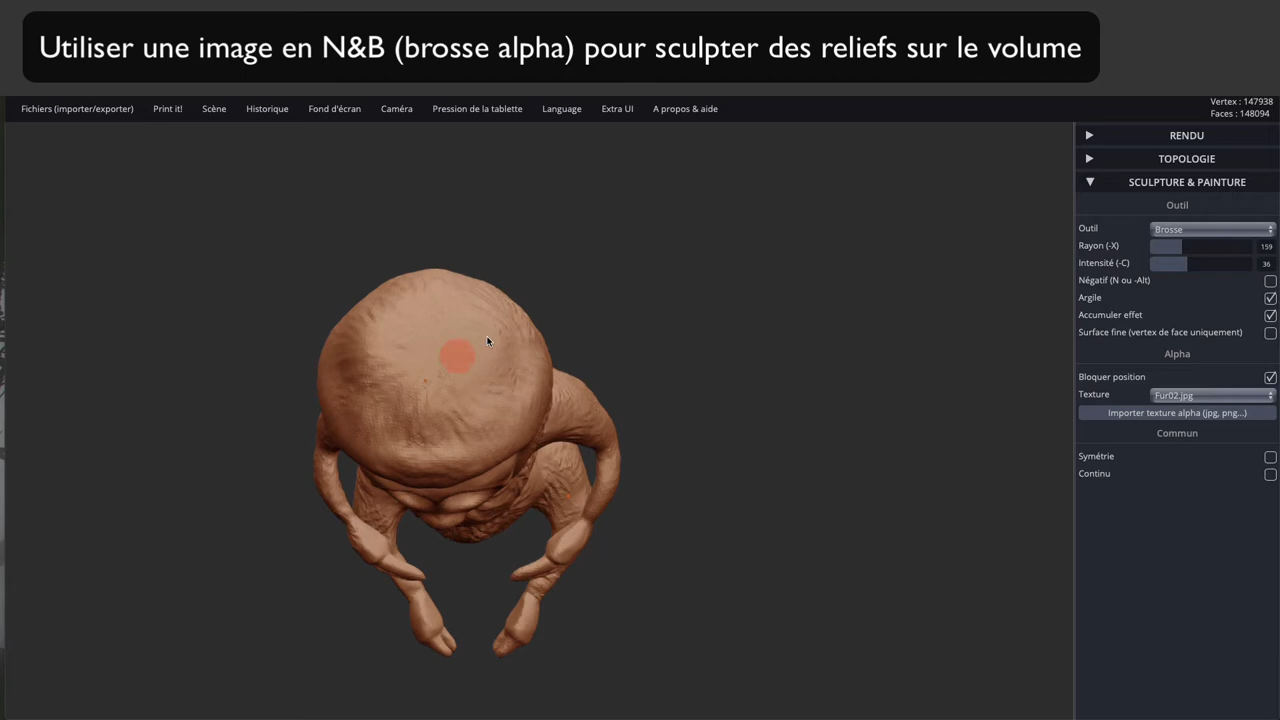 Utiliser une image en N&B (brosse alpha) pour sculpter des reliefs sur le volume
Fichiers (importer/exporter) Print it! Scène Historique Fond d'écran Caméra Pression de la tablette Language Extra UI A propos & aide
Vertex : 147938
Faces : 148094
RENDU
TOPOLOGIE
SCULPTURE & PAINTURE
Outil
Outil Brosse
Rayon (-X) 159
Intensité (-C) 36
Négatif (N ou -Alt)
Argile
Accumuler effet
Surface fine (vertex de face uniquement)
Alpha
Bloquer position
Texture Fur02.jpg
Importer texture alpha (jpg, png...)
Commun
Symétrie
Continu